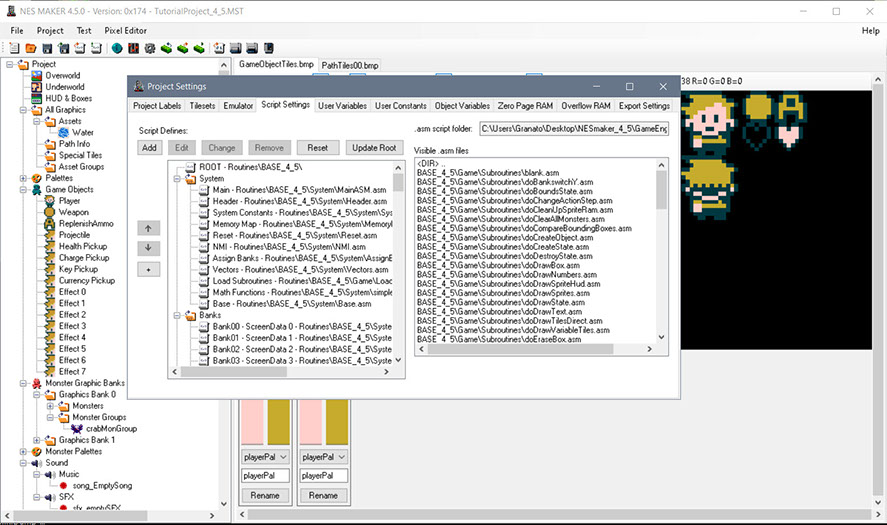 NES MAKER 4.5.0 - Version: 0x174 - TutorialProject_4_5.MST
File Project Test Pixel Editor Help
Project
Overworld
Underworld
HUD & Boxes
All Graphics
Assets
Water
Path Info
Special Tiles
Asset Groups
Palettes
Game Objects
Player
Weapon
ReplenishAmmo
Projectile
Health Pickup
Charge Pickup
Key Pickup
Currency Pickup
Effect 0
Effect 1
Effect 2
Effect 3
Effect 4
Effect 5
Effect 6
Effect 7
Monster Graphic Banks
Graphics Bank 0
Monsters
Monster Groups
crabMonGroup
Graphics Bank 1
Monster Palettes
Sound
Music
song_EmptySong
SFX
sfx_emptySFX
GameObjectTiles.bmp PathTiles00.bmp
38 R=0 G=0 B=0
Project Settings
Project Labels Tilesets Emulator Script Settings User Variables User Constants Object Variables Zero Page RAM Overflow RAM Export Settings
Script Defines:
Add Edit Change Remove Reset Update Root
ROOT - Routines\BASE_4_5\
System
Main - Routines\BASE_4_5\System\MainASM.asm
Header - Routines\BASE_4_5\System\Header.asm
System Constants - Routines\BASE_4_5\Sys
Memory Map - Routines\BASE_4_5\System\Memory
Reset - Routines\BASE_4_5\System\Reset.asm
NMI - Routines\BASE_4_5\System\NMI.asm
Assign Banks - Routines\BASE_4_5\System\AssignE
Vectors - Routines\BASE_4_5\System\Vectors.asm
Load Subroutines - Routines\BASE_4_5\Game\Loa
Math Functions - Routines\BASE_4_5\System\simple
Base - Routines\BASE_4_5\System\Base.asm
Banks
Bank00 - ScreenData 0 - Routines\BASE_4_5\Syste
Bank01 - ScreenData 1 - Routines\BASE_4_5\Syste
Bank02 - ScreenData 2 - Routines\BASE_4_5\Syste
Bank03 - ScreenData 3 - Routines\BASE_4_5\Syste
.asm script folder: C:\Users\Granato\Desktop\NESmaker_4_5\GameEng
Visible .asm files
<DIR> ..
BASE_4_5\Game\Subroutines\blank.asm
BASE_4_5\Game\Subroutines\doBankswitchY.asm
BASE_4_5\Game\Subroutines\doBoundsState.asm
BASE_4_5\Game\Subroutines\doChangeActionStep.asm
BASE_4_5\Game\Subroutines\doCleanUpSpriteRam.asm
BASE_4_5\Game\Subroutines\doClearAllMonsters.asm
BASE_4_5\Game\Subroutines\doCompareBoundingBoxes.asm
BASE_4_5\Game\Subroutines\doCreateObject.asm
BASE_4_5\Game\Subroutines\doCreateState.asm
BASE_4_5\Game\Subroutines\doDestroyState.asm
BASE_4_5\Game\Subroutines\doDrawBox.asm
BASE_4_5\Game\Subroutines\doDrawNumbers.asm
BASE_4_5\Game\Subroutines\doDrawSpriteHud.asm
BASE_4_5\Game\Subroutines\doDrawSprites.asm
BASE_4_5\Game\Subroutines\doDrawState.asm
BASE_4_5\Game\Subroutines\doDrawText.asm
BASE_4_5\Game\Subroutines\doDrawTilesDirect.asm
BASE_4_5\Game\Subroutines\doDrawVariableTiles.asm
BASE_4_5\Game\Subroutines\doEraseBox.asm
playerPal playerPal
playerPal playerPal
Rename Rename